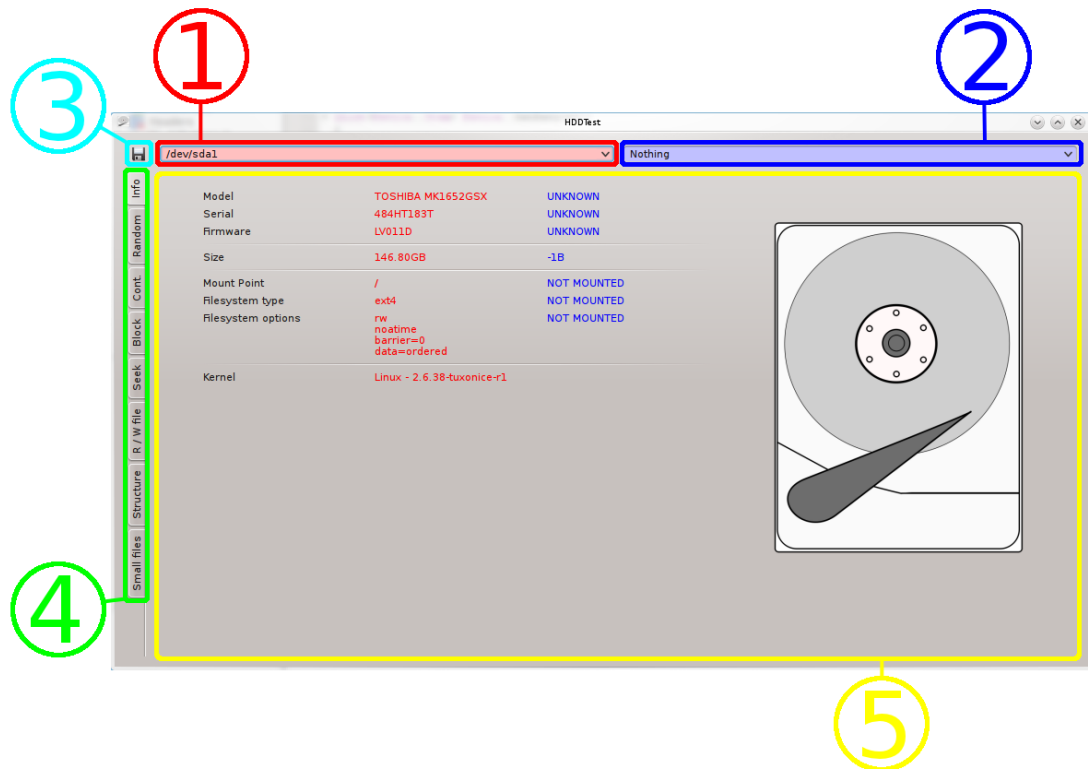 1
2
3
HDDTest
/dev/sda1
Nothing
Info
Random
Cont.
Block
Seek
R / W file
Structure
Small files
Model TOSHIBA MK1652GSX UNKNOWN
Serial 484HT183T UNKNOWN
Firmware LV011D UNKNOWN
Size 146.80GB -1B
Mount Point / NOT MOUNTED
Filesystem type ext4 NOT MOUNTED
Filesystem options rw NOT MOUNTED
noatime
barrier=0
data=ordered
Kernel Linux - 2.6.38-tuxonice-r1
4
5